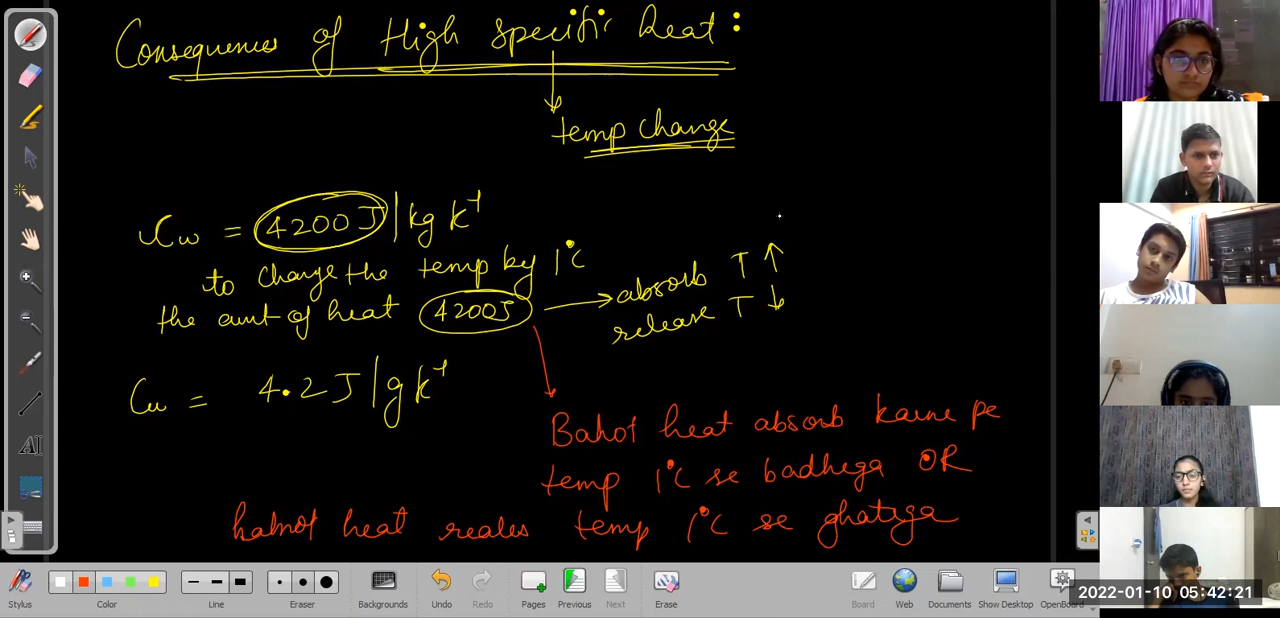 Consequences of High Specific heat :
temp change
Cw = 4200J | kg k⁻¹
to change the temp by 1°C
the amt of heat 4200J
absorb T ↑
release T ↓
Cw = 4.2 J | g k⁻¹
Bahot heat absorb karne pe
temp 1°C se badhega OR
bahot heat reales temp 1°C se ghatega
Stylus
Color
Line
Eraser
Backgrounds
Undo
Redo
Pages
Previous
Next
Erase
Board
Web
Documents
Show Desktop
OpenBoard
2022-01-10 05:42:21